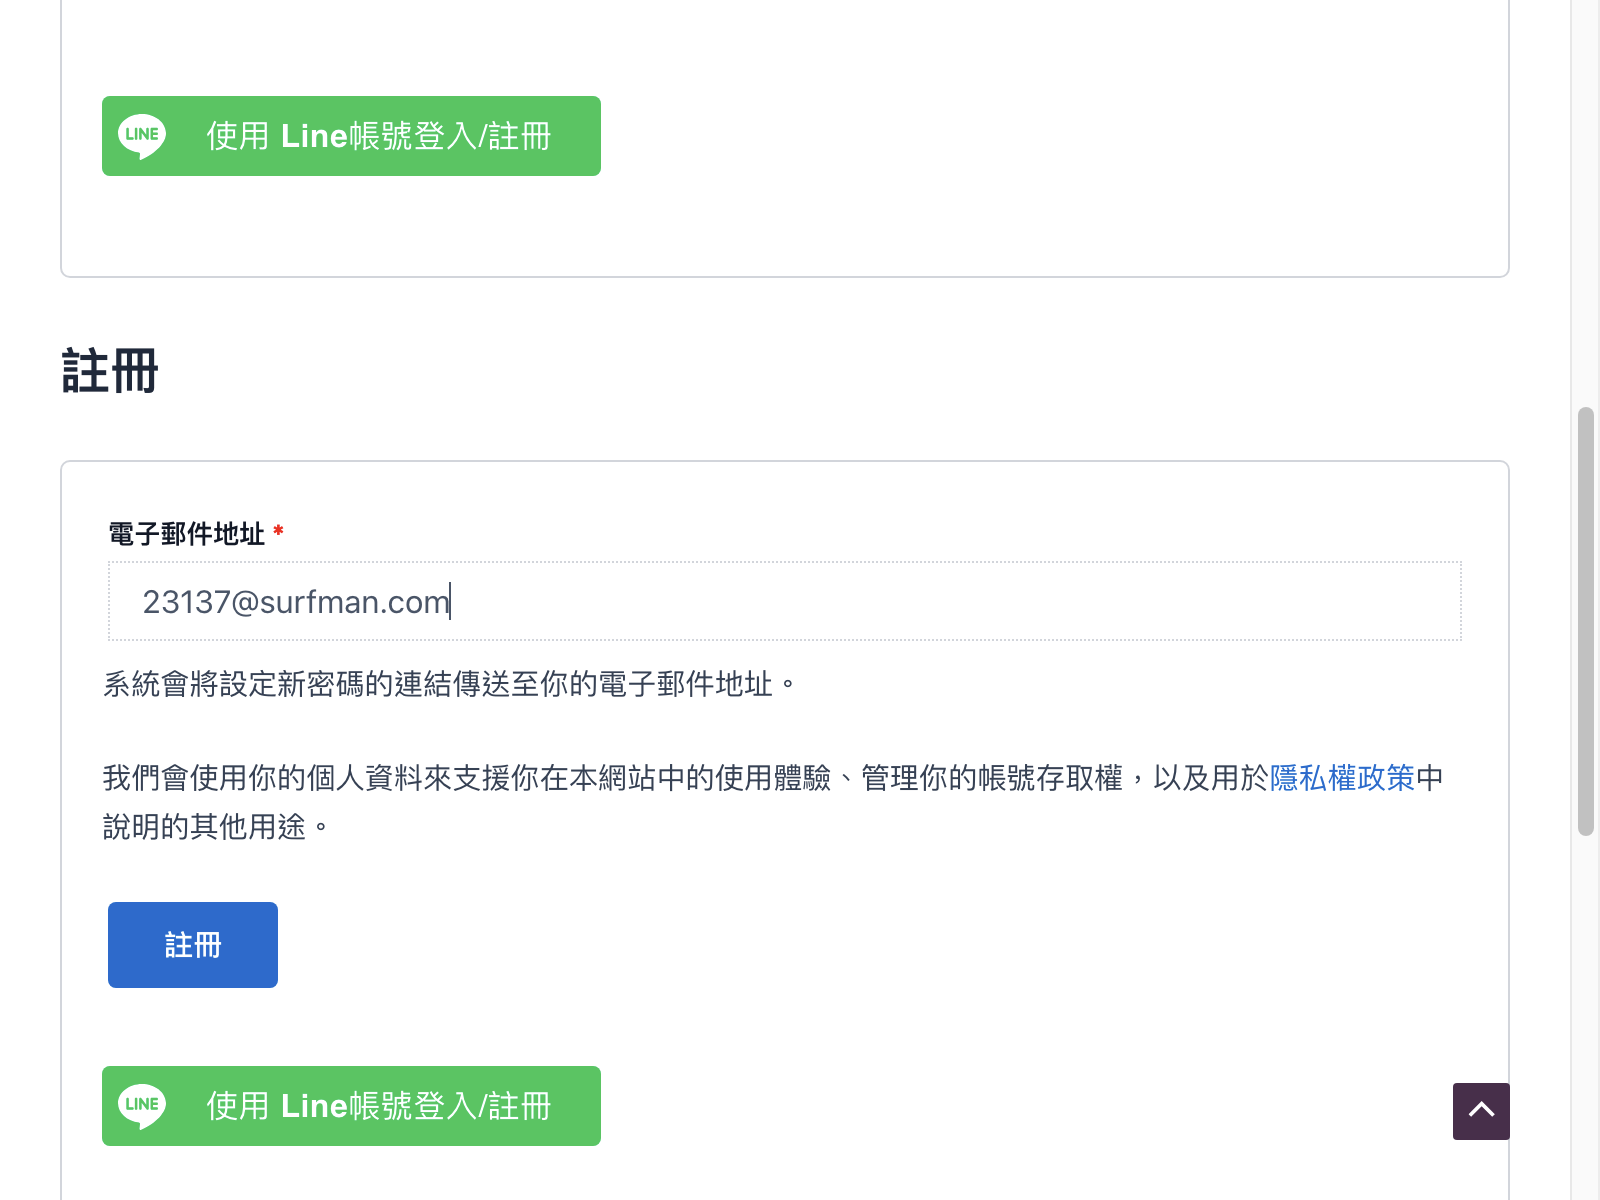 LINE 使用 Line帳號登入/註冊
註冊
電子郵件地址 *
23137@surfman.com
系統會將設定新密碼的連結傳送至你的電子郵件地址。
我們會使用你的個人資料來支援你在本網站中的使用體驗、管理你的帳號存取權，以及用於隱私權政策中
說明的其他用途。
註冊
LINE 使用 Line帳號登入/註冊